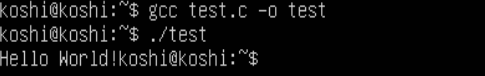 koshi@koshi:~$ gcc test.c -o test
koshi@koshi:~$ ./test
Hello World!koshi@koshi:~$